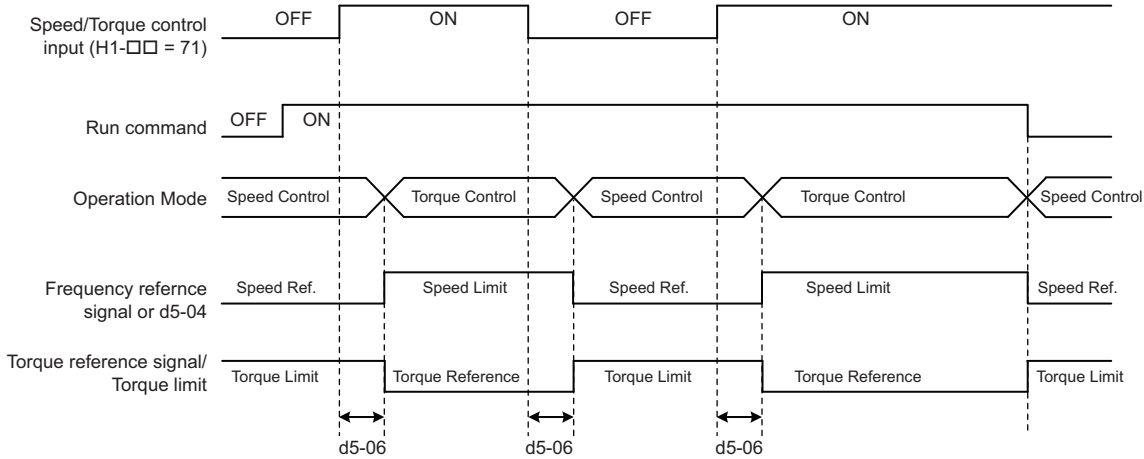 Speed/Torque control
input (H1-□□ = 71)
OFF
ON
OFF
ON
Run command
OFF
ON
Operation Mode
Speed Control
Torque Control
Speed Control
Torque Control
Speed Control
Frequency refernce
signal or d5-04
Speed Ref.
Speed Limit
Speed Ref.
Speed Limit
Speed Ref.
Torque reference signal/
Torque limit
Torque Limit
Torque Reference
Torque Limit
Torque Reference
Torque Limit
d5-06
d5-06
d5-06